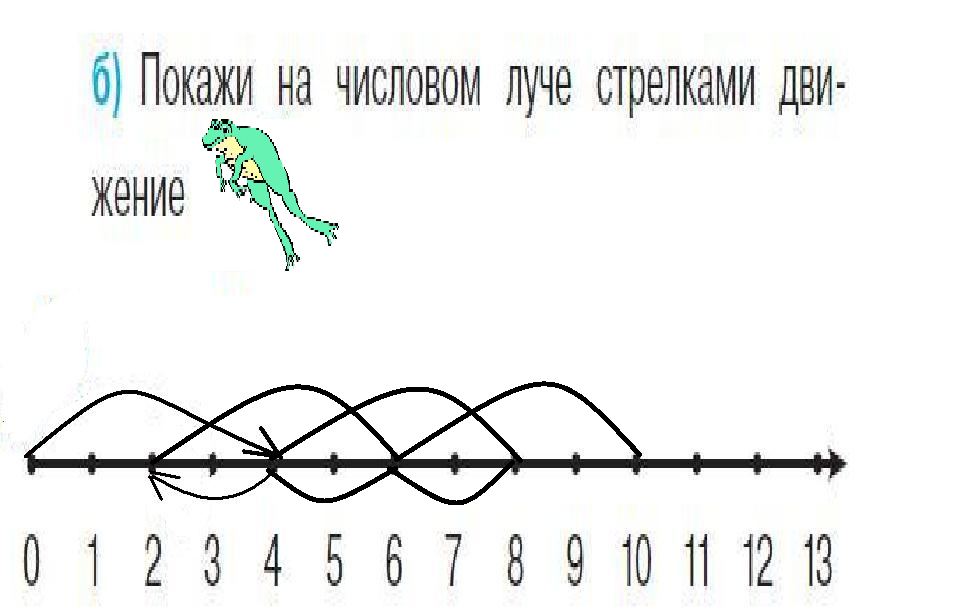 б) Покажи на числовом луче стрелками дви-
жение
0 1 2 3 4 5 6 7 8 9 10 11 12 13